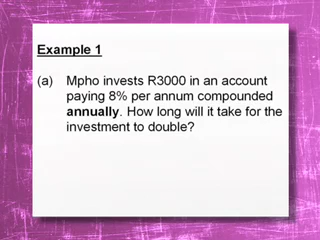 Example 1
(a) Mpho invests R3000 in an account
paying 8% per annum compounded
annually. How long will it take for the
investment to double?